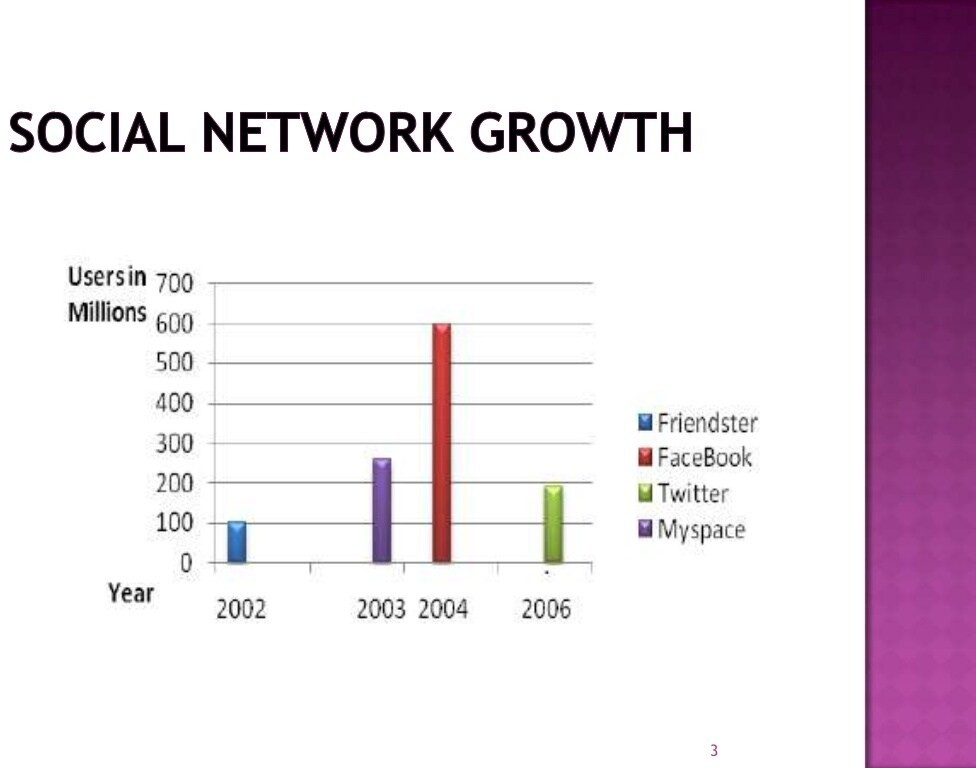 SOCIAL NETWORK GROWTH
Users in
Millions
700
600
500
400
300
200
100
0
Year
2002 2003 2004 2006
Friendster
FaceBook
Twitter
Myspace
3